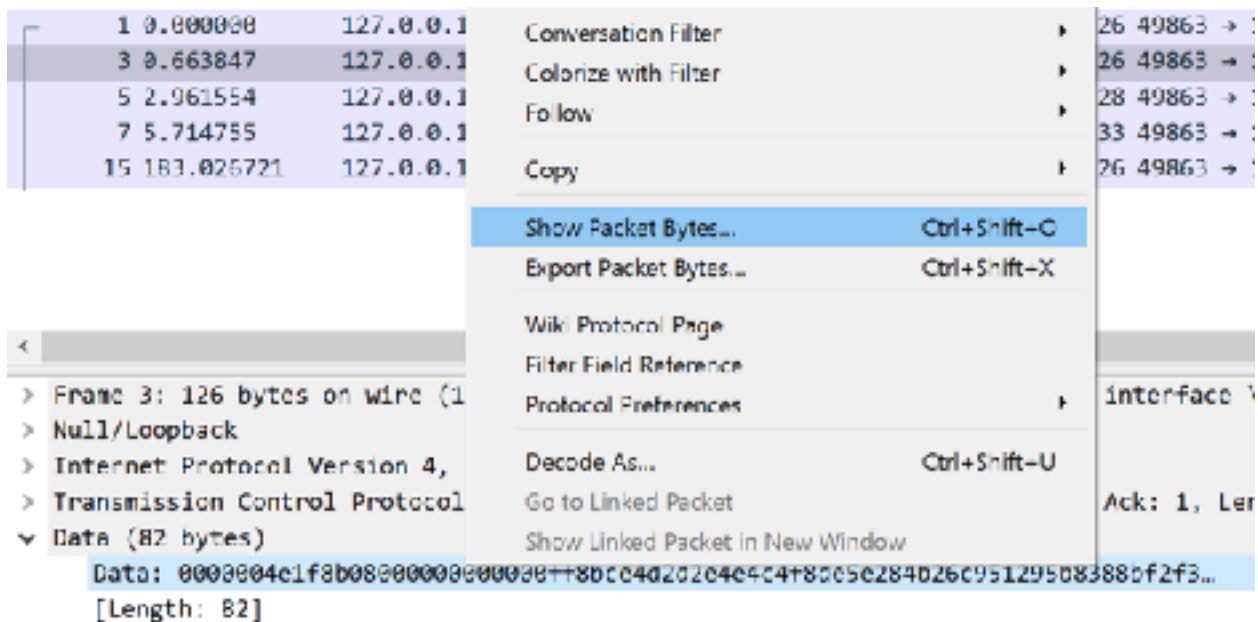 1 0.000000 127.0.0.1
3 0.663847 127.0.0.1
5 2.961554 127.0.0.1
7 5.714755 127.0.0.1
15 183.026721 127.0.0.1
Conversation Filter
Colorize with Filter
Follow
Copy
Show Packet Bytes... Ctrl+Shift+O
Export Packet Bytes... Ctrl+Shift+X
Wiki Protocol Page
Filter Field Reference
Protocol Preferences
Decode As... Ctrl+Shift+U
Go to Linked Packet
Show Linked Packet in New Window
26 49863 →
26 49863 →
28 49863 →
33 49863 →
26 49863 →
Frame 3: 126 bytes on wire (1 interface
Null/Loopback
Internet Protocol Version 4,
Transmission Control Protocol Ack: 1, Len
Data (82 bytes)
Data:
[Length: 82]